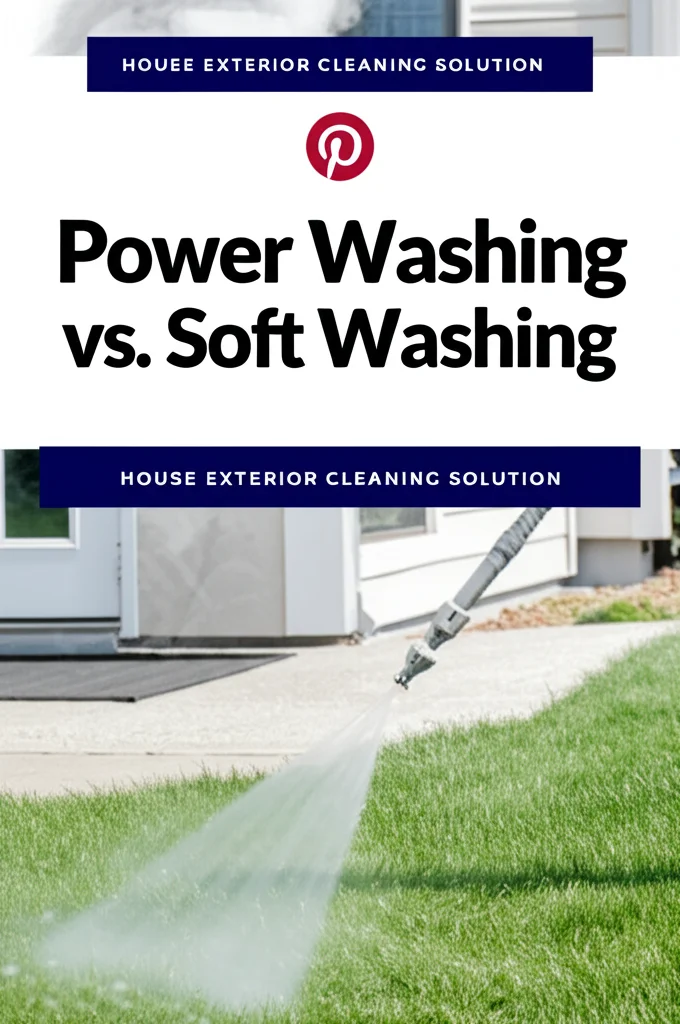 HOUEE EXTERIOR CLEANING SOLUTION
Power Washing
vs. Soft Washing
HOUSE EXTERIOR CLEANING SOLUTION